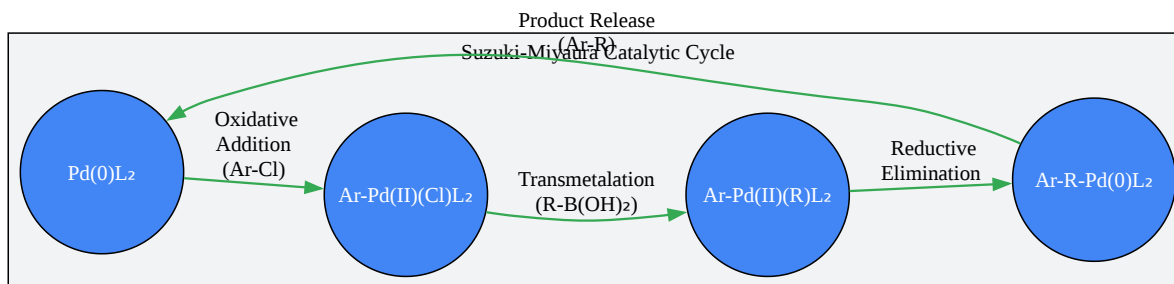 Product Release
(Ar-R)
Suzuki-Miyaura Catalytic Cycle
Pd(0)L₂
Oxidative
Addition
(Ar-Cl)
Ar-Pd(II)(Cl)L₂
Transmetalation
(R-B(OH)₂)
Ar-Pd(II)(R)L₂
Reductive
Elimination
Ar-R-Pd(0)L₂